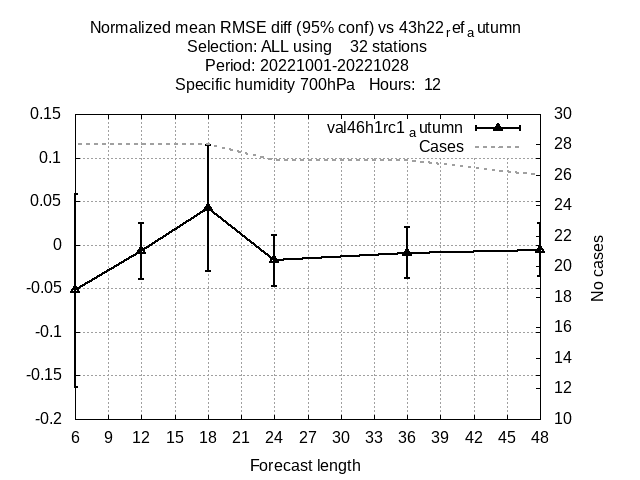 Normalized mean RMSE diff (95% conf) vs 43h22refautumn
Selection: ALL using 32 stations
Period: 20221001-20221028
Specific humidity 700hPa Hours: 12
val46h1rc1autumn
Cases
0.15
0.1
0.05
0
-0.05
-0.1
-0.15
-0.2
30
28
26
24
22
20
18
16
14
12
10
No cases
6 9 12 15 18 21 24 27 30 33 36 39 42 45 48
Forecast length